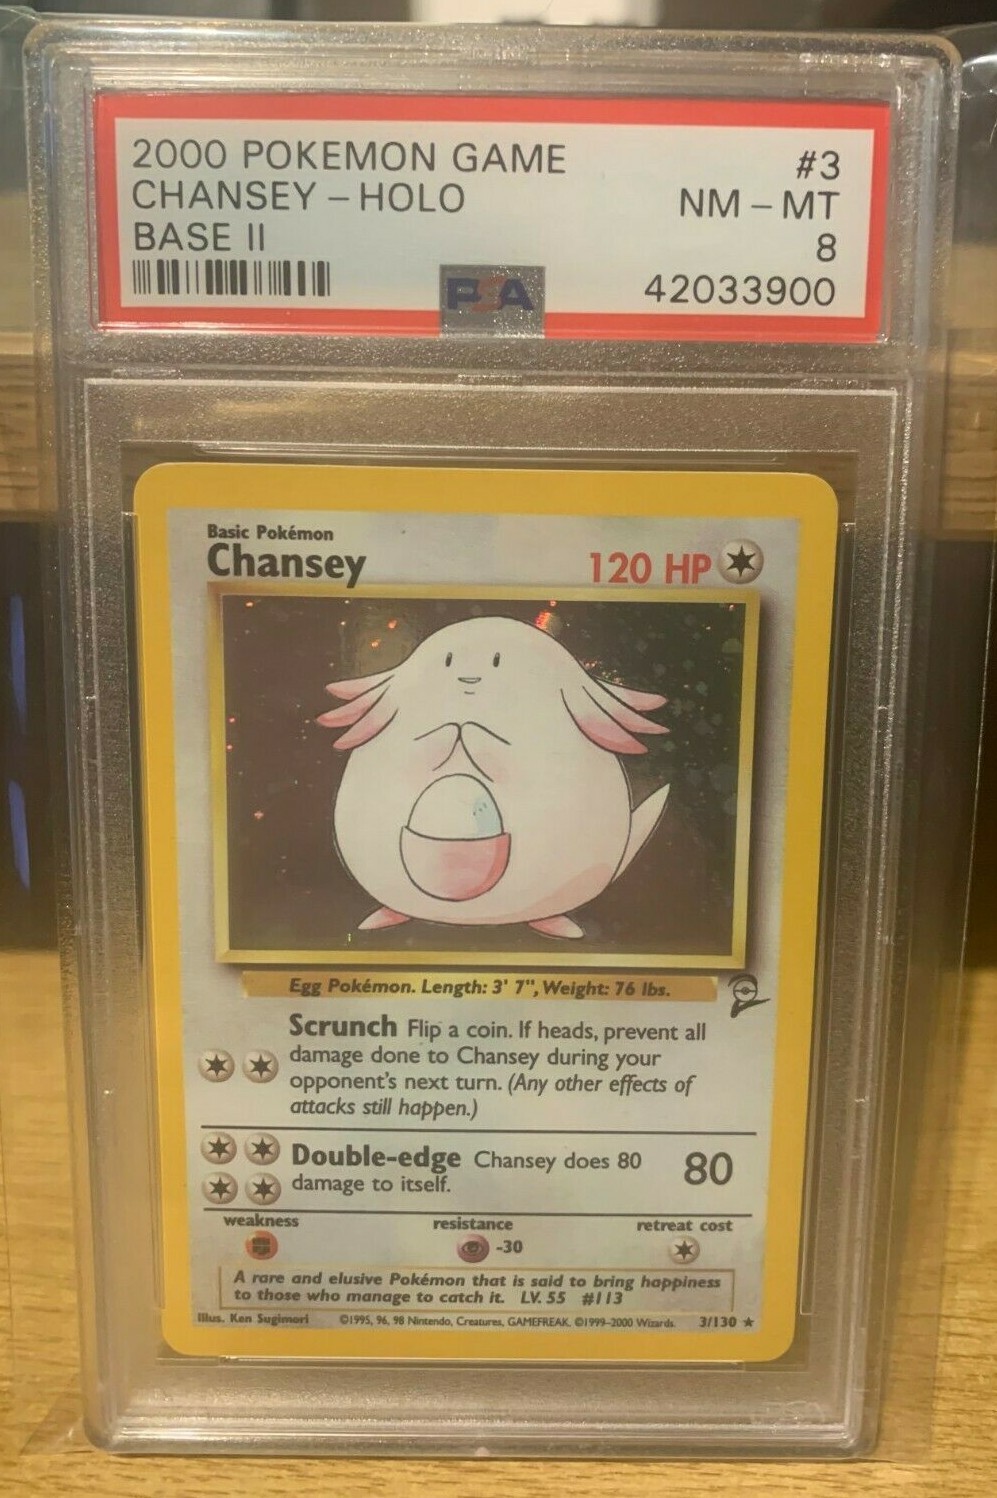 2000 POKEMON GAME #3
CHANSEY – HOLO NM – MT
BASE II 8
PSA 42033900
Basic Pokémon
Chansey 120 HP
Egg Pokémon. Length: 3' 7", Weight: 76 lbs.
Scrunch Flip a coin. If heads, prevent all
damage done to Chansey during your
opponent's next turn. (Any other effects of
attacks still happen.)
Double-edge Chansey does 80 80
damage to itself.
weakness resistance retreat cost
-30
A rare and elusive Pokémon that is said to bring happiness
to those who manage to catch it. LV. 55 #113
Illus. Ken Sugimori ©1995, 96, 98 Nintendo, Creatures, GAMEFREAK. ©1999-2000 Wizards. 3/130 ★